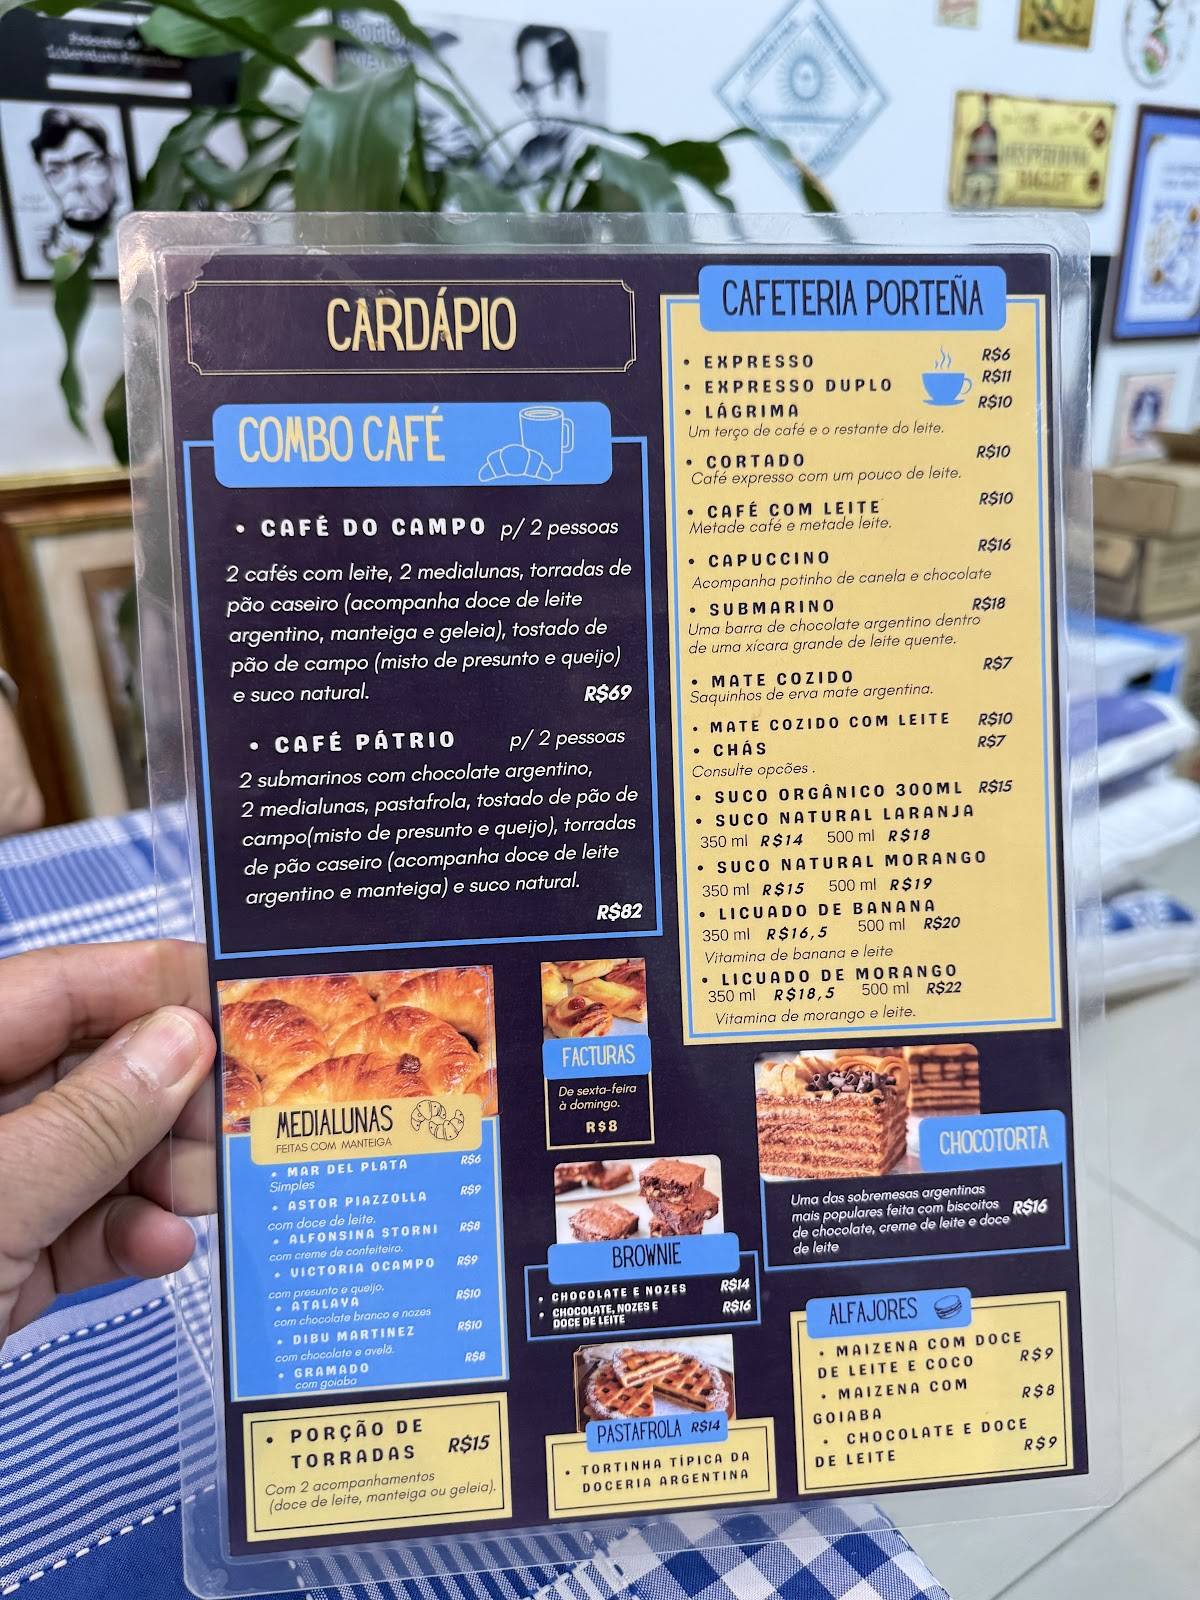 HESPERIDINA
BAGLEY
CARDÁPIO
COMBO CAFÉ
• CAFÉ DO CAMPO p/ 2 pessoas
2 cafés com leite, 2 medialunas, torradas de
pão caseiro (acompanha doce de leite
argentino, manteiga e geleia), tostado de
pão de campo (misto de presunto e queijo)
e suco natural. R$69
• CAFÉ PÁTRIO p/ 2 pessoas
2 submarinos com chocolate argentino,
2 medialunas, pastafrola, tostado de pão de
campo(misto de presunto e queijo), torradas
de pão caseiro (acompanha doce de leite
argentino e manteiga) e suco natural.
R$82
CAFETERIA PORTEÑA
• EXPRESSO R$6
• EXPRESSO DUPLO R$11
• LÁGRIMA R$10
Um terço de café e o restante do leite.
• CORTADO R$10
Café expresso com um pouco de leite.
• CAFÉ COM LEITE R$10
Metade café e metade leite.
• CAPUCCINO R$16
Acompanha potinho de canela e chocolate
• SUBMARINO R$18
Uma barra de chocolate argentino dentro
de uma xícara grande de leite quente.
• MATE COZIDO R$7
Saquinhos de erva mate argentina.
• MATE COZIDO COM LEITE R$10
• CHÁS R$7
Consulte opcões .
• SUCO ORGÂNICO 300ML R$15
• SUCO NATURAL LARANJA
350 ml R$14 500 ml R$18
• SUCO NATURAL MORANGO
350 ml R$15 500 ml R$19
• LICUADO DE BANANA
350 ml R$16,5 500 ml R$20
Vitamina de banana e leite
• LICUADO DE MORANGO
350 ml R$18,5 500 ml R$22
Vitamina de morango e leite.
MEDIALUNAS
FEITAS COM MANTEIGA
• MAR DEL PLATA R$6
Simples
• ASTOR PIAZZOLLA R$9
com doce de leite.
• ALFONSINA STORNI R$8
com creme de confeiteiro.
• VICTORIA OCAMPO R$9
com presunto e queijo.
• ATALAYA R$10
com chocolate branco e nozes
• DIBU MARTINEZ R$10
com chocolate e avelã.
• GRAMADO R$8
com goiaba
• PORÇÃO DE
TORRADAS R$15
Com 2 acompanhamentos
(doce de leite, manteiga ou geleia).
FACTURAS
De sexta-feira
à domingo.
R$8
BROWNIE
• CHOCOLATE E NOZES R$14
• CHOCOLATE, NOZES E
DOCE DE LEITE R$16
PASTAFROLA R$14
• TORTINHA TÍPICA DA
DOCERIA ARGENTINA
CHOCOTORTA
Uma das sobremesas argentinas
mais populares feita com biscoitos
de chocolate, creme de leite e doce
de leite
R$16
ALFAJORES
• MAIZENA COM DOCE
DE LEITE E COCO R$9
• MAIZENA COM
GOIABA R$8
• CHOCOLATE E DOCE
DE LEITE R$9